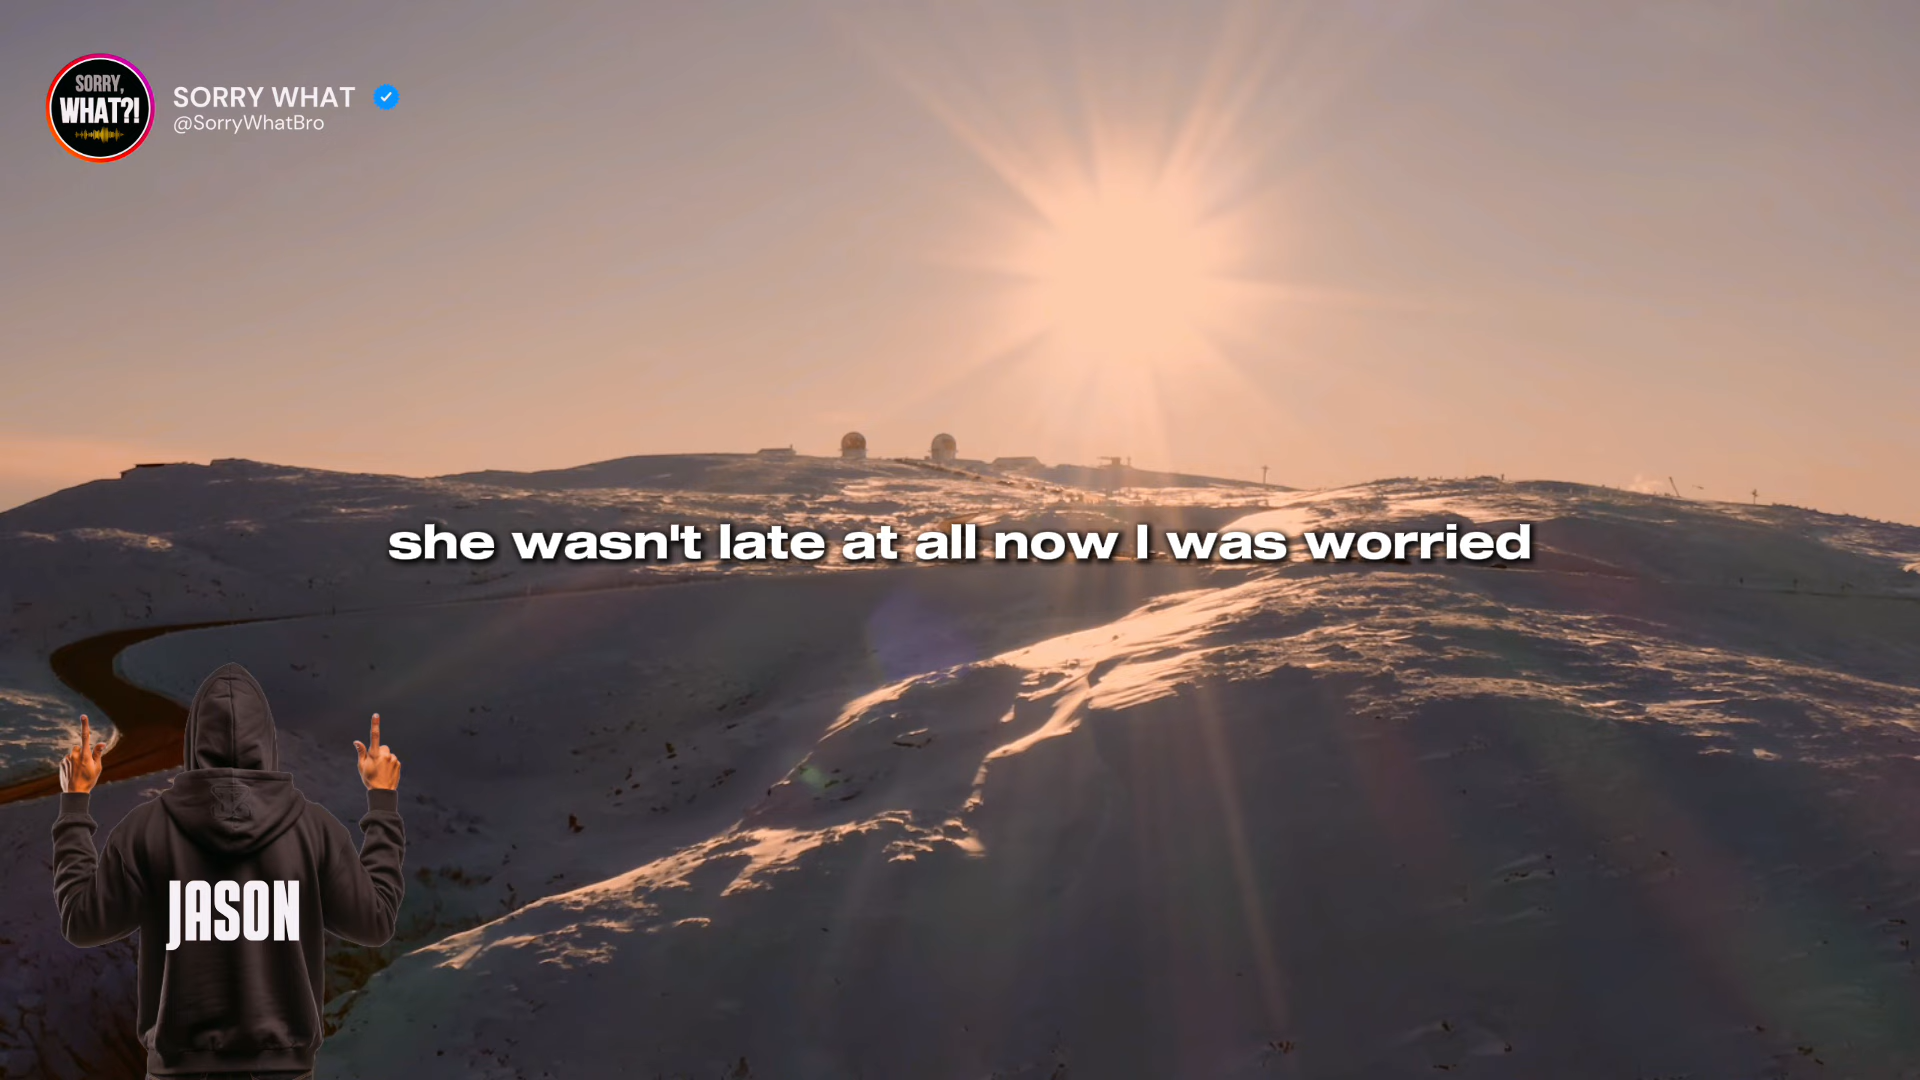 SORRY,
WHAT?!
SORRY WHAT
@SorryWhatBro
she wasn't late at all now I was worried
JASON